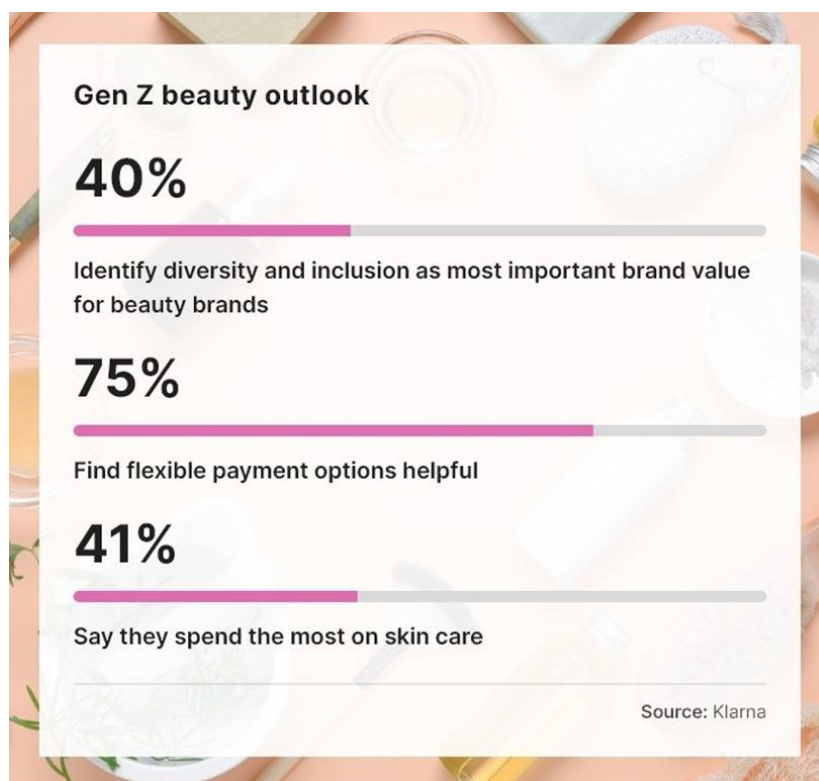 Gen Z beauty outlook
40%
Identify diversity and inclusion as most important brand value
for beauty brands
75%
Find flexible payment options helpful
41%
Say they spend the most on skin care
Source: Klarna